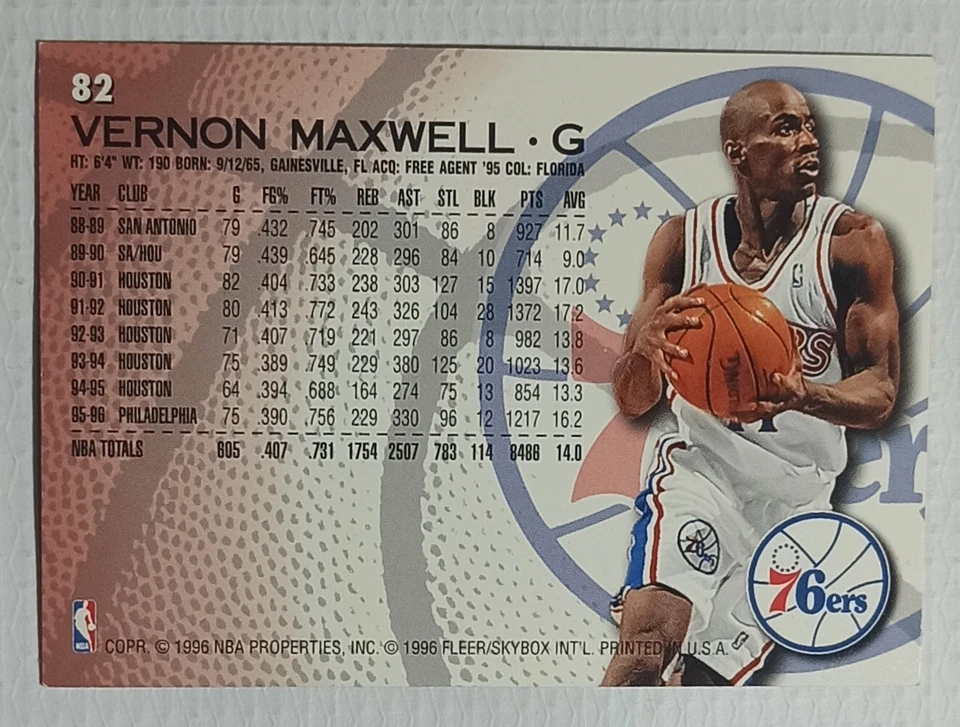 82
VERNON MAXWELL • G
HT: 6'4" WT: 190 BORN: 9/12/65, GAINESVILLE, FL ACQ: FREE AGENT '95 COL: FLORIDA
YEAR CLUB G FG% FT% REB AST STL BLK PTS AVG
88-89 SAN ANTONIO 79 .432 .745 202 301 86 8 927 11.7
89-90 SA/HOU 79 .439 .645 228 296 84 10 714 9.0
90-91 HOUSTON 82 .404 .733 238 303 127 15 1397 17.0
91-92 HOUSTON 80 .413 .772 243 326 104 28 1372 17.2
92-93 HOUSTON 71 .407 .719 221 297 86 8 982 13.8
93-94 HOUSTON 75 .389 .749 229 380 125 20 1023 13.6
94-95 HOUSTON 64 .394 .688 164 274 75 13 854 13.3
95-96 PHILADELPHIA 75 .390 .756 229 330 96 12 1217 16.2
NBA TOTALS 605 .407 .731 1754 2507 783 114 8486 14.0
ERS
76ers
NBA
COPR. © 1996 NBA PROPERTIES, INC. © 1996 FLEER/SKYBOX INT'L. PRINTED IN U.S.A.